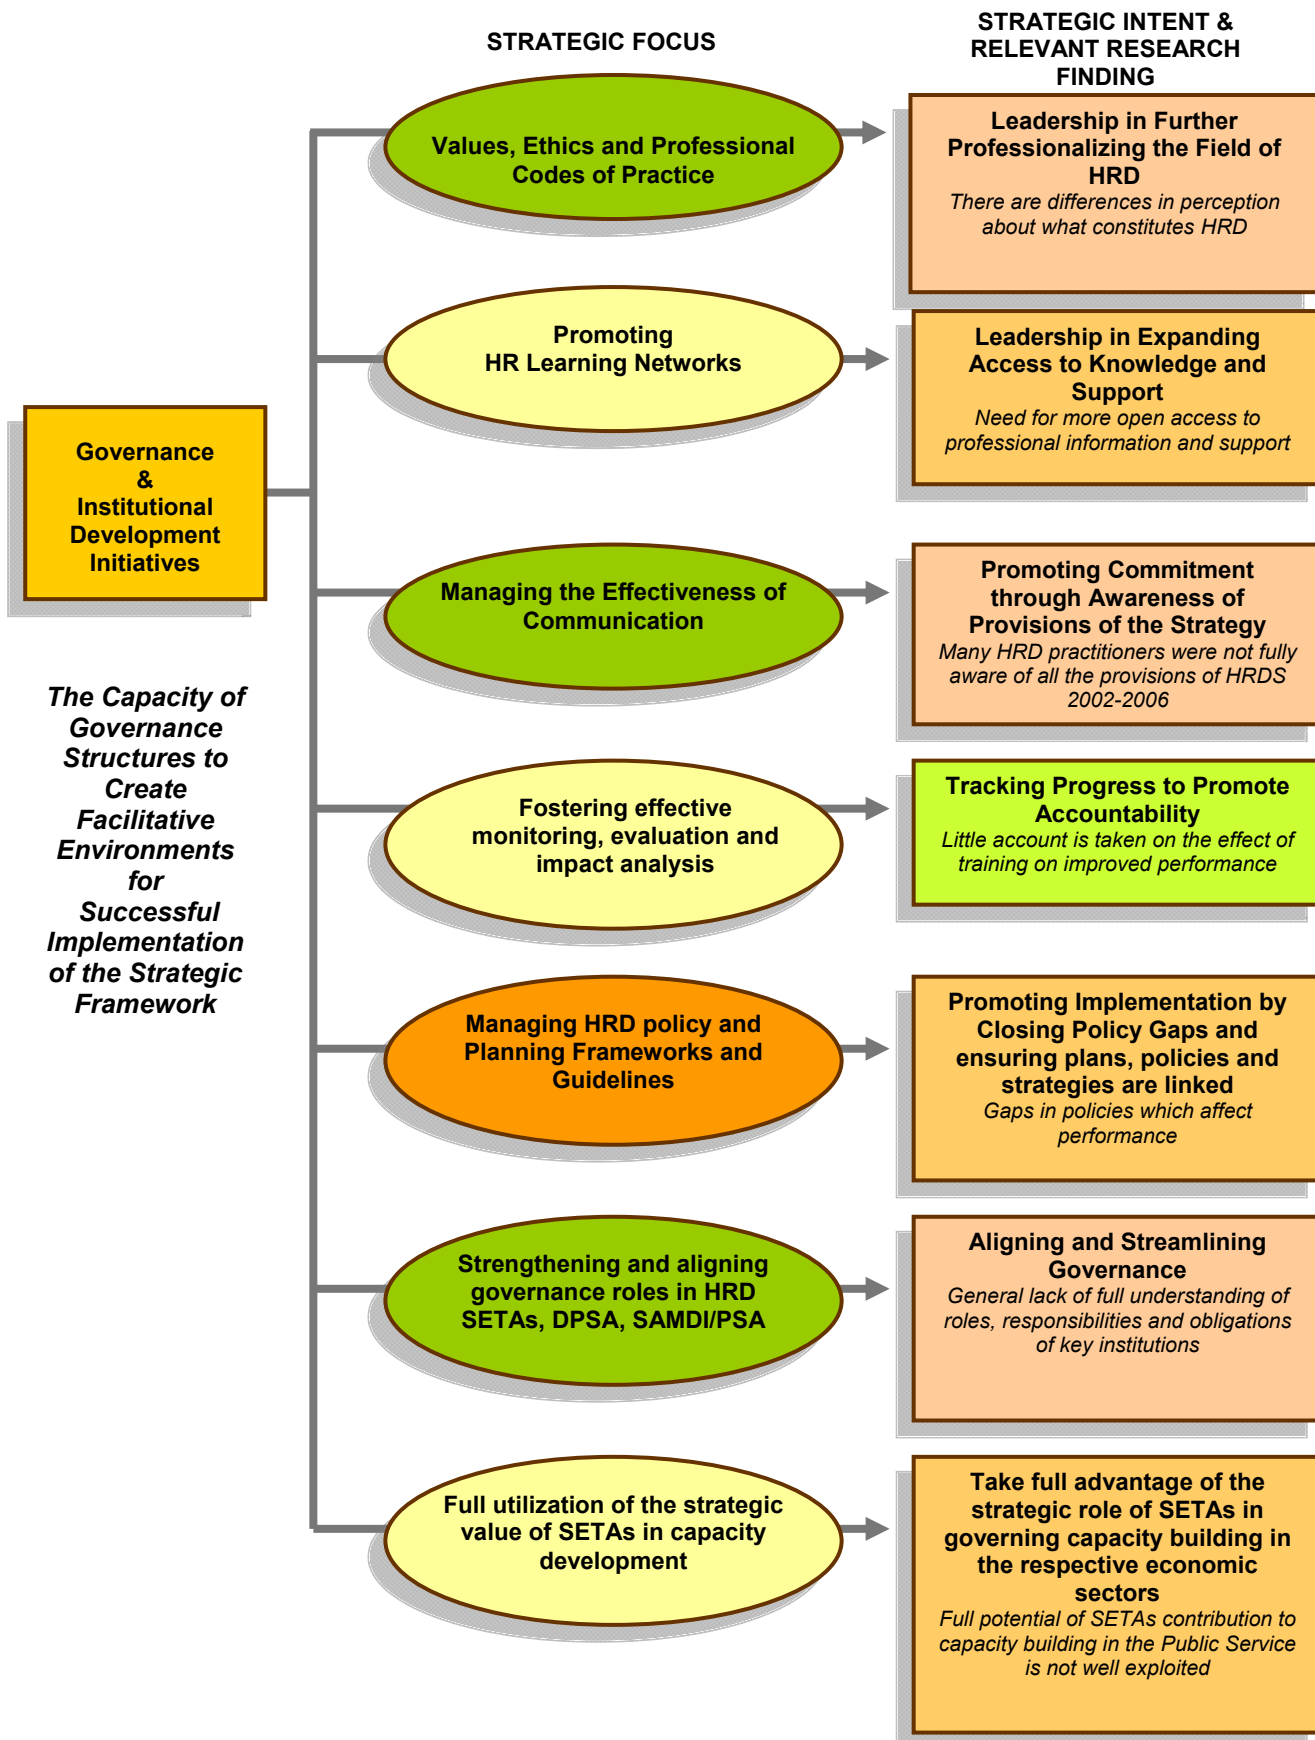 STRATEGIC FOCUS
STRATEGIC INTENT &
RELEVANT RESEARCH
FINDING
Governance
&
Institutional
Development
Initiatives
The Capacity of
Governance
Structures to
Create
Facilitative
Environments
for
Successful
Implementation
of the Strategic
Framework
Values, Ethics and Professional
Codes of Practice
Leadership in Further
Professionalizing the Field of
HRD
There are differences in perception
about what constitutes HRD
Promoting
HR Learning Networks
Leadership in Expanding
Access to Knowledge and
Support
Need for more open access to
professional information and support
Managing the Effectiveness of
Communication
Promoting Commitment
through Awareness of
Provisions of the Strategy
Many HRD practitioners were not fully
aware of all the provisions of HRDS
2002-2006
Fostering effective
monitoring, evaluation and
impact analysis
Tracking Progress to Promote
Accountability
Little account is taken on the effect of
training on improved performance
Managing HRD policy and
Planning Frameworks and
Guidelines
Promoting Implementation by
Closing Policy Gaps and
ensuring plans, policies and
strategies are linked
Gaps in policies which affect
performance
Strengthening and aligning
governance roles in HRD
SETAs, DPSA, SAMDI/PSA
Aligning and Streamlining
Governance
General lack of full understanding of
roles, responsibilities and obligations
of key institutions
Full utilization of the strategic
value of SETAs in capacity
development
Take full advantage of the
strategic role of SETAs in
governing capacity building in
the respective economic
sectors
Full potential of SETAs contribution to
capacity building in the Public Service
is not well exploited